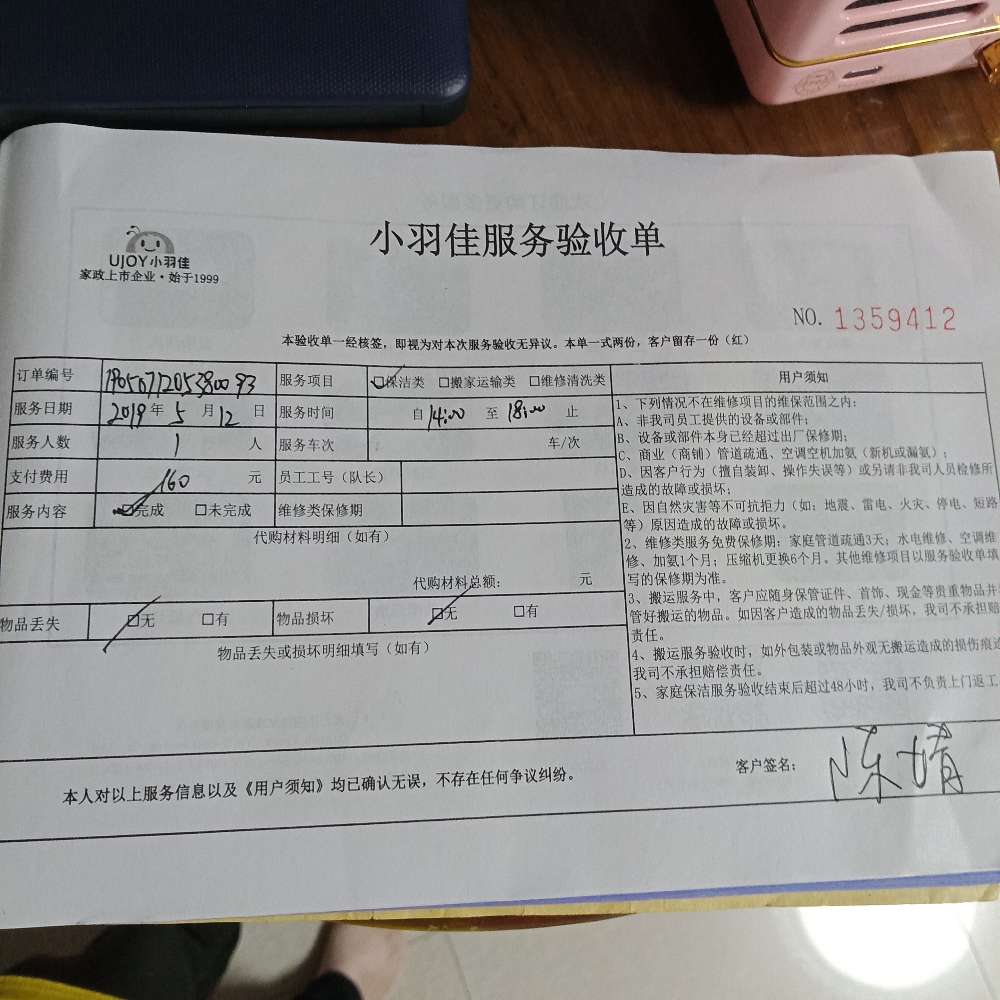 小羽佳服务验收单
UJOY小羽佳
家政上市企业·始于1999
NO. 1359412
本验收单一经核签，即视为对本次服务验收无异议。本单一式两份，客户留存一份（红）
订单编号 服务项目 ☑保洁类 □搬家运输类 □维修清洗类
服务日期 2019年 5 月 12 日 服务时间 自 14:00 至 18:00 止
服务人数 1 人 服务车次 车/次
支付费用 160 元 员工工号（队长）
服务内容 ☑完成 □未完成 维修类保修期
代购材料明细（如有）
代购材料总额： 元
物品丢失 ☑无 □有 物品损坏 ☑无 □有
物品丢失或损坏明细填写（如有）
用户须知
1、下列情况不在维修项目的维保范围之内：
A、非我司员工提供的设备或部件；
B、设备或部件本身已经超过出厂保修期；
C、商业（商铺）管道疏通、空调空机加氨（新机或漏氨）；
D、因客户行为（擅自装卸、操作失误等）或另请非我司人员检修所
造成的故障或损坏；
E、因自然灾害等不可抗拒力（如：地震、雷电、火灾、停电、短路
等）原因造成的故障或损坏。
2、维修类服务免费保修期：家庭管道疏通3天；水电维修、空调维
修、加氨1个月；压缩机更换6个月。其他维修项目以服务验收单填
写的保修期为准。
3、搬运服务中，客户应随身保管证件、首饰、现金等贵重物品并
管好搬运的物品。如因客户造成的物品丢失/损坏，我司不承担赔
责任。
4、搬运服务验收时，如外包装或物品外观无搬运造成的损伤痕迹
我司不承担赔偿责任。
5、家庭保洁服务验收结束后超过48小时，我司不负责上门返工
本人对以上服务信息以及《用户须知》均已确认无误，不存在任何争议纠纷。
客户签名： 陈婧